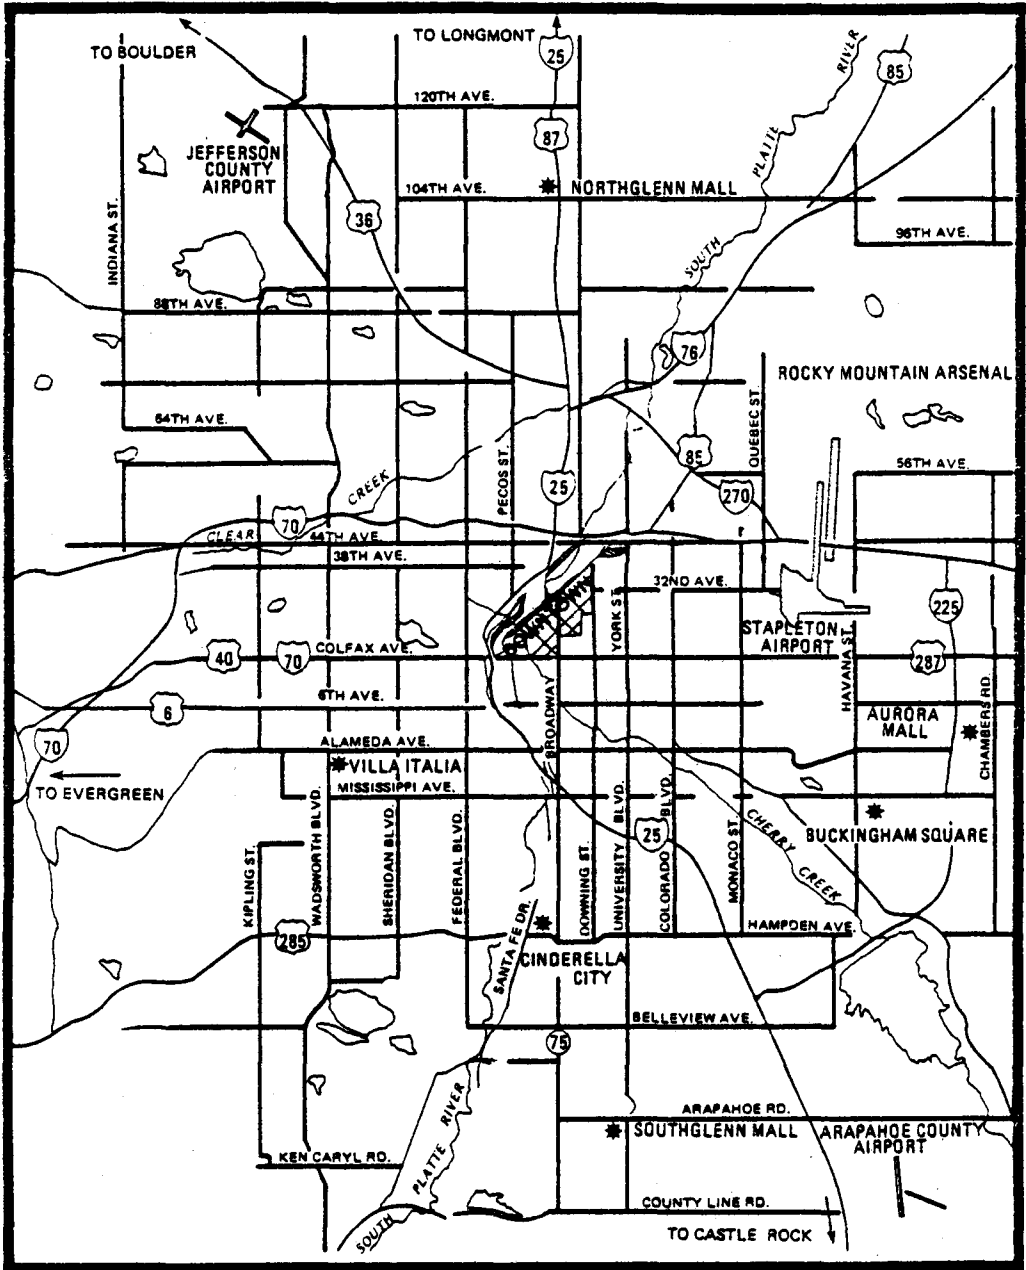 TO LONGMONT
TO BOULDER
25
RIVER
85
120TH AVE.
87
PLATTE
JEFFERSON
COUNTY
AIRPORT
104TH AVE.
NORTHGLENN MALL
36
INDIANA ST.
96TH AVE.
SOUTH
88TH AVE.
76
ROCKY MOUNTAIN ARSENAL
64TH AVE.
QUEBEC ST.
PECOS ST.
85
56TH AVE.
CREEK
25
270
70
CLEAR
44TH AVE.
38TH AVE.
32ND AVE.
DOWNTOWN
YORK ST.
225
STAPLETON
AIRPORT
HAVANA ST.
COLFAX AVE.
40
70
287
6TH AVE.
6
BROADWAY
AURORA
MALL
CHAMBERS RD.
70
ALAMEDA AVE.
VILLA ITALIA
TO EVERGREEN
MISSISSIPPI AVE.
25
CHERRY
CREEK
BUCKINGHAM SQUARE
KIPLING ST.
WADSWORTH BLVD.
SHERIDAN BLVD.
FEDERAL BLVD.
DOWNING ST.
UNIVERSITY BLVD.
COLORADO BLVD.
MONACO ST.
HAMPDEN AVE.
285
SANTA FE DR.
CINDERELLA
CITY
BELLEVIEW AVE.
75
ARAPAHOE RD.
SOUTHGLENN MALL
ARAPAHOE COUNTY
AIRPORT
KEN CARYL RD.
SOUTH PLATTE RIVER
COUNTY LINE RD.
TO CASTLE ROCK